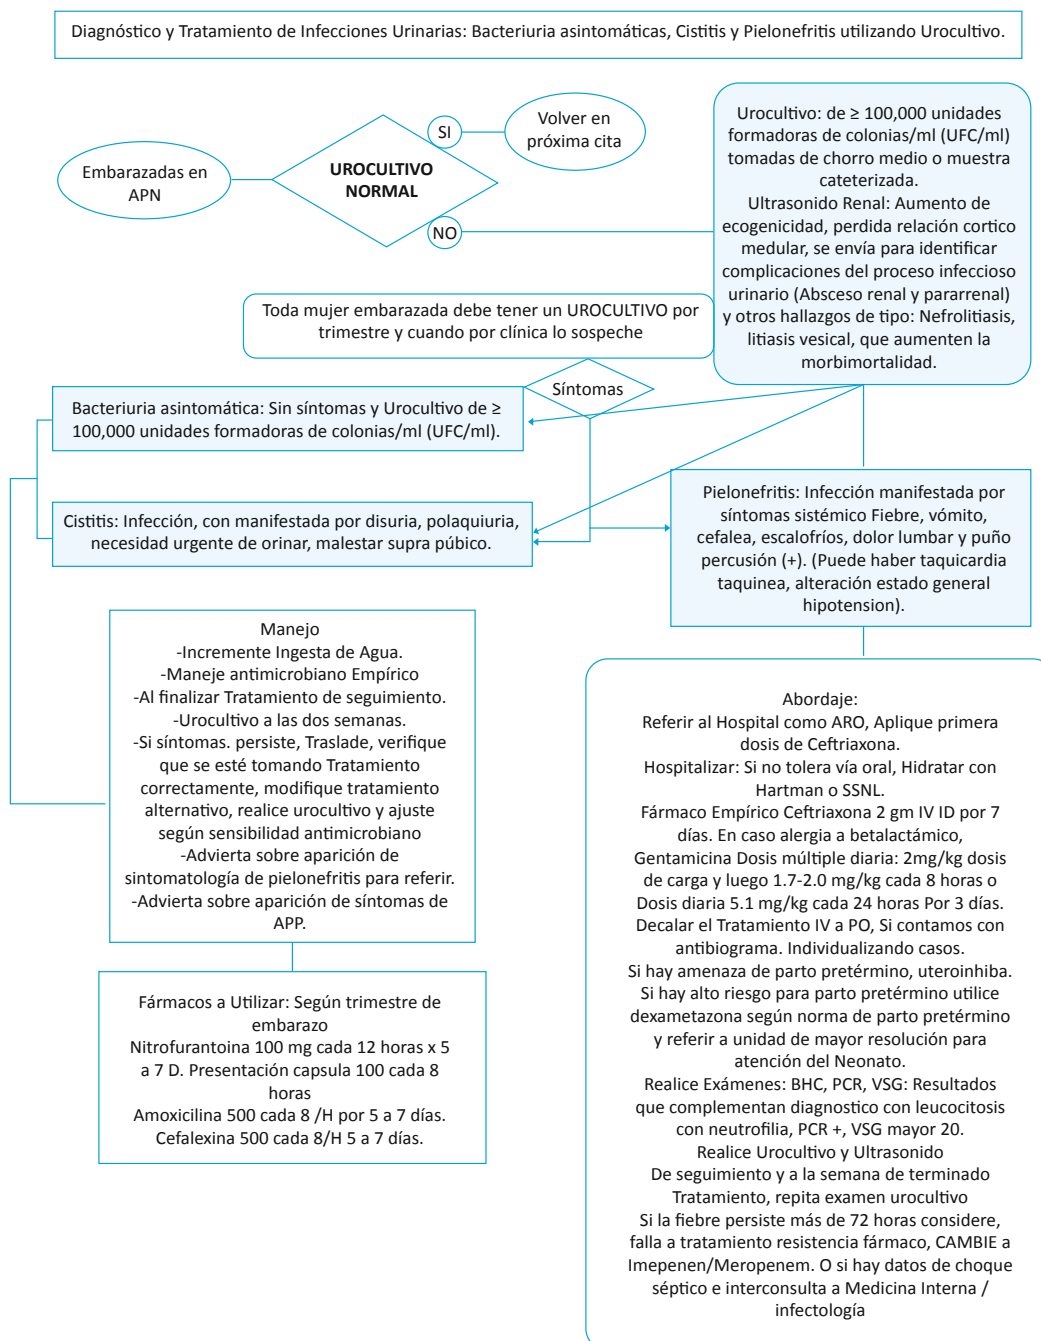 Diagnóstico y Tratamiento de Infecciones Urinarias: Bacteriuria asintomáticas, Cistitis y Pielonefritis utilizando Urocultivo.
Embarazadas en
APN
UROCULTIVO
NORMAL
SI
Volver en
próxima cita
NO
Urocultivo: de ≥ 100,000 unidades
formadoras de colonias/ml (UFC/ml)
tomadas de chorro medio o muestra
cateterizada.
Ultrasonido Renal: Aumento de
ecogenicidad, perdida relación cortico
medular, se envía para identificar
complicaciones del proceso infeccioso
urinario (Absceso renal y pararrenal)
y otros hallazgos de tipo: Nefrolitiasis,
litiasis vesical, que aumenten la
morbimortalidad.
Toda mujer embarazada debe tener un UROCULTIVO por
trimestre y cuando por clínica lo sospeche
Síntomas
Bacteriuria asintomática: Sin síntomas y Urocultivo de ≥
100,000 unidades formadoras de colonias/ml (UFC/ml).
Cistitis: Infección, con manifestada por disuria, polaquiuria,
necesidad urgente de orinar, malestar supra púbico.
Pielonefritis: Infección manifestada por
síntomas sistémico Fiebre, vómito,
cefalea, escalofríos, dolor lumbar y puño
percusión (+). (Puede haber taquicardia
taquinea, alteración estado general
hipotension).
Manejo
-Incremente Ingesta de Agua.
-Maneje antimicrobiano Empírico
-Al finalizar Tratamiento de seguimiento.
-Urocultivo a las dos semanas.
-Si síntomas. persiste, Traslade, verifique
que se esté tomando Tratamiento
correctamente, modifique tratamiento
alternativo, realice urocultivo y ajuste
según sensibilidad antimicrobiano
-Advierta sobre aparición de
sintomatología de pielonefritis para referir.
-Advierta sobre aparición de síntomas de
APP.
Fármacos a Utilizar: Según trimestre de
embarazo
Nitrofurantoina 100 mg cada 12 horas x 5
a 7 D. Presentación capsula 100 cada 8
horas
Amoxicilina 500 cada 8 /H por 5 a 7 días.
Cefalexina 500 cada 8/H 5 a 7 días.
Abordaje:
Referir al Hospital como ARO, Aplique primera
dosis de Ceftriaxona.
Hospitalizar: Si no tolera vía oral, Hidratar con
Hartman o SSNL.
Fármaco Empírico Ceftriaxona 2 gm IV ID por 7
días. En caso alergia a betalactámico,
Gentamicina Dosis múltiple diaria: 2mg/kg dosis
de carga y luego 1.7-2.0 mg/kg cada 8 horas o
Dosis diaria 5.1 mg/kg cada 24 horas Por 3 días.
Decalar el Tratamiento IV a PO, Si contamos con
antibiograma. Individualizando casos.
Si hay amenaza de parto pretérmino, uteroinhiba.
Si hay alto riesgo para parto pretérmino utilice
dexametazona según norma de parto pretérmino
y referir a unidad de mayor resolución para
atención del Neonato.
Realice Exámenes: BHC, PCR, VSG: Resultados
que complementan diagnostico con leucocitosis
con neutrofilia, PCR +, VSG mayor 20.
Realice Urocultivo y Ultrasonido
De seguimiento y a la semana de terminado
Tratamiento, repita examen urocultivo
Si la fiebre persiste más de 72 horas considere,
falla a tratamiento resistencia fármaco, CAMBIE a
Imepenen/Meropenem. O si hay datos de choque
séptico e interconsulta a Medicina Interna /
infectología